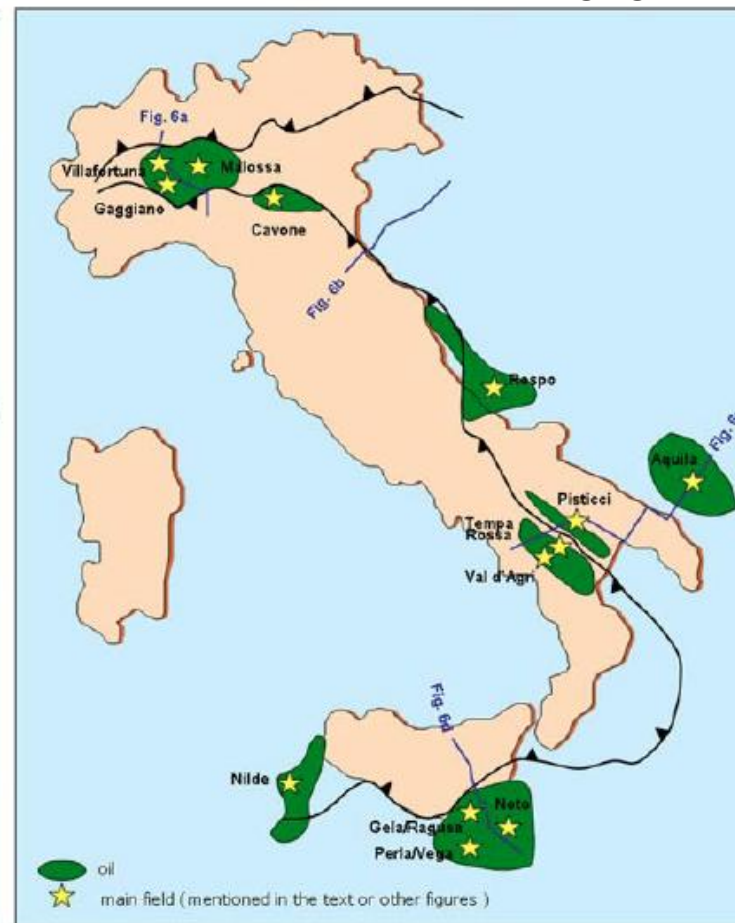 Fig. 6a
Villafortuna
Malossa
Gaggiano
Cavone
Fig. 6b
Rospo
Aquila
Pisticci
Tempa
Rossa
Val d'Agri
Fig. 6d
Nilde
Noto
Gela/Ragusa
Perla/Vega
oil
main field ( mentioned in the text or other figures )